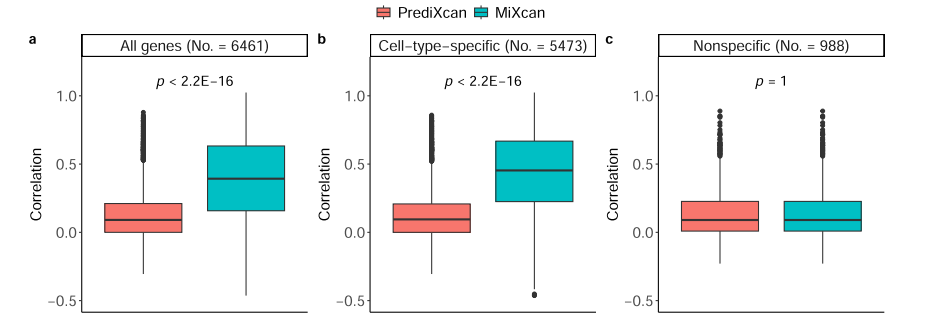 PrediXcan MiXcan
a All genes (No. = 6461)
p < 2.2E−16
Correlation
1.0
0.5
0.0
−0.5
b Cell−type−specific (No. = 5473)
p < 2.2E−16
Correlation
1.0
0.5
0.0
−0.5
c Nonspecific (No. = 988)
p = 1
Correlation
1.0
0.5
0.0
−0.5